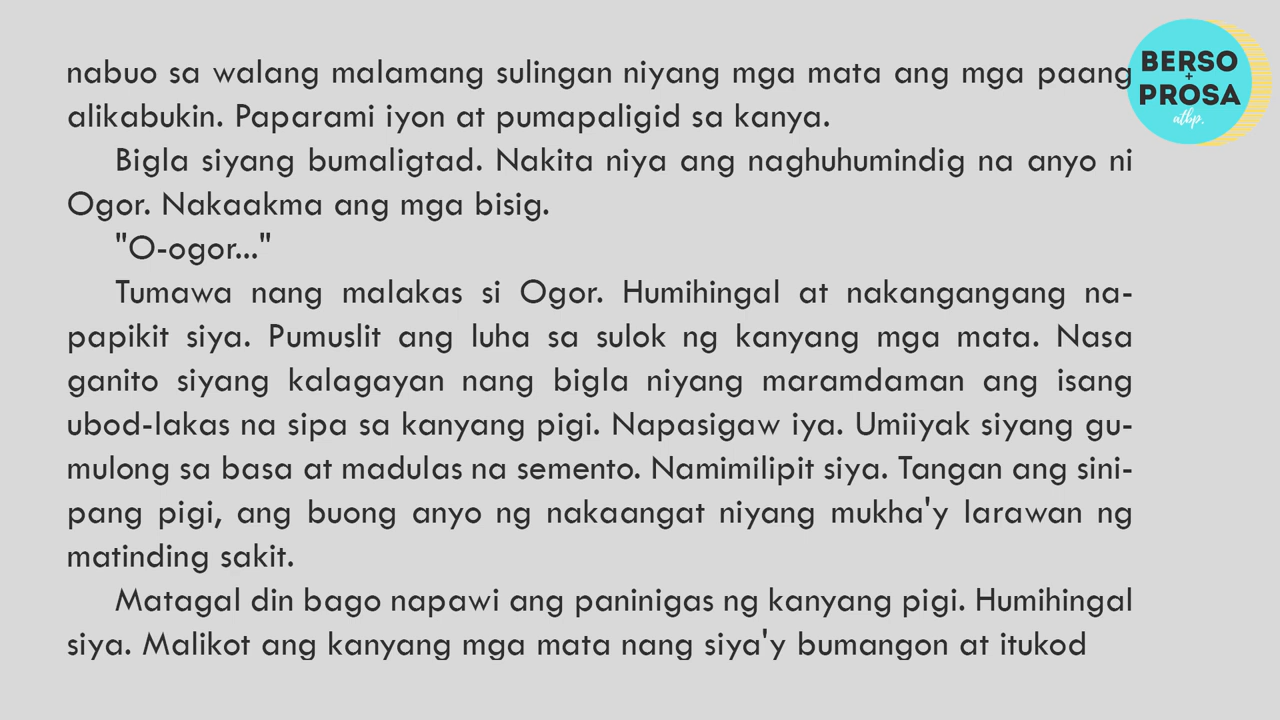 nabuo sa walang malamang sulingan niyang mga mata ang mga paang
alikabukin. Paparami iyon at pumapaligid sa kanya.
Bigla siyang bumaligtad. Nakita niya ang naghuhumindig na anyo ni
Ogor. Nakaakma ang mga bisig.
"O-ogor..."
Tumawa nang malakas si Ogor. Humihingal at nakangangang na-
papikit siya. Pumuslit ang luha sa sulok ng kanyang mga mata. Nasa
ganito siyang kalagayan nang bigla niyang maramdaman ang isang
ubod-lakas na sipa sa kanyang pigi. Napasigaw iya. Umiiyak siyang gu-
mulong sa basa at madulas na semento. Namimilipit siya. Tangan ang sini-
pang pigi, ang buong anyo ng nakaangat niyang mukha'y larawan ng
matinding sakit.
Matagal din bago napawi ang paninigas ng kanyang pigi. Humihingal
siya. Malikot ang kanyang mga mata nang siya'y bumangon at itukod
BERSO
+
PROSA
atbp.